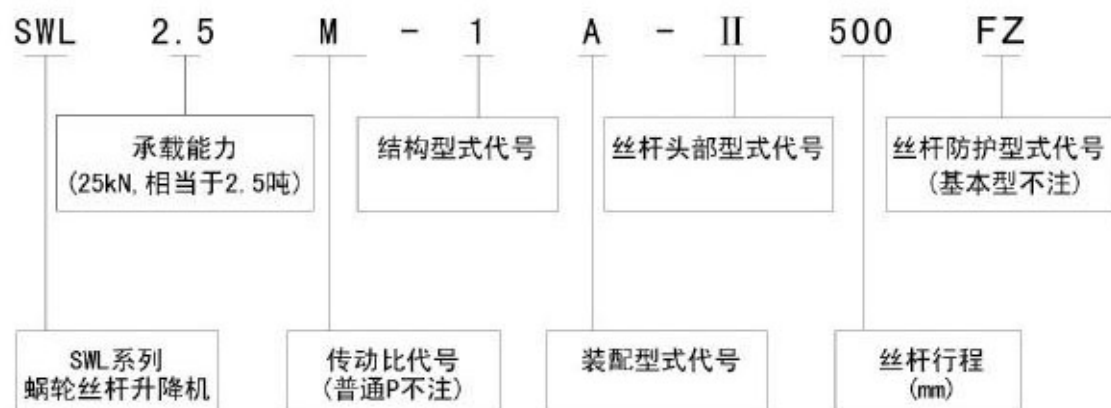 SWL 2.5 M - 1 A - II 500 FZ
承载能力
(25kN,相当于2.5吨)
结构型式代号
丝杆头部型式代号
丝杆防护型式代号
(基本型不注)
SWL系列
蜗轮丝杆升降机
传动比代号
(普通P不注)
装配型式代号
丝杆行程
(mm)